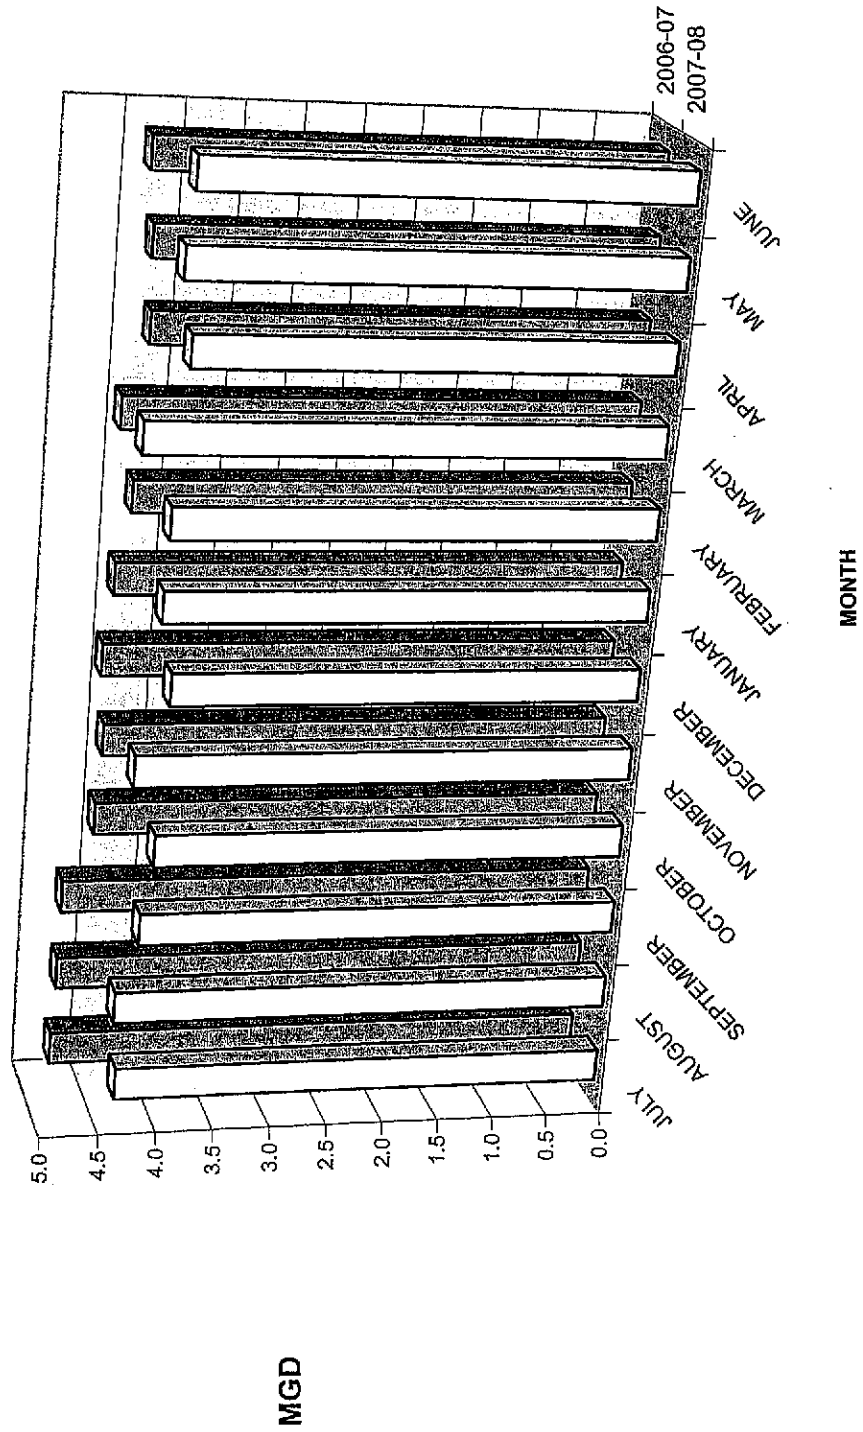 MGD
5.0
4.5
4.0
3.5
3.0
2.5
2.0
1.5
1.0
0.5
0.0
JULY
AUGUST
SEPTEMBER
OCTOBER
NOVEMBER
DECEMBER
JANUARY
FEBRUARY
MARCH
APRIL
MAY
JUNE
2006-07
2007-08
MONTH